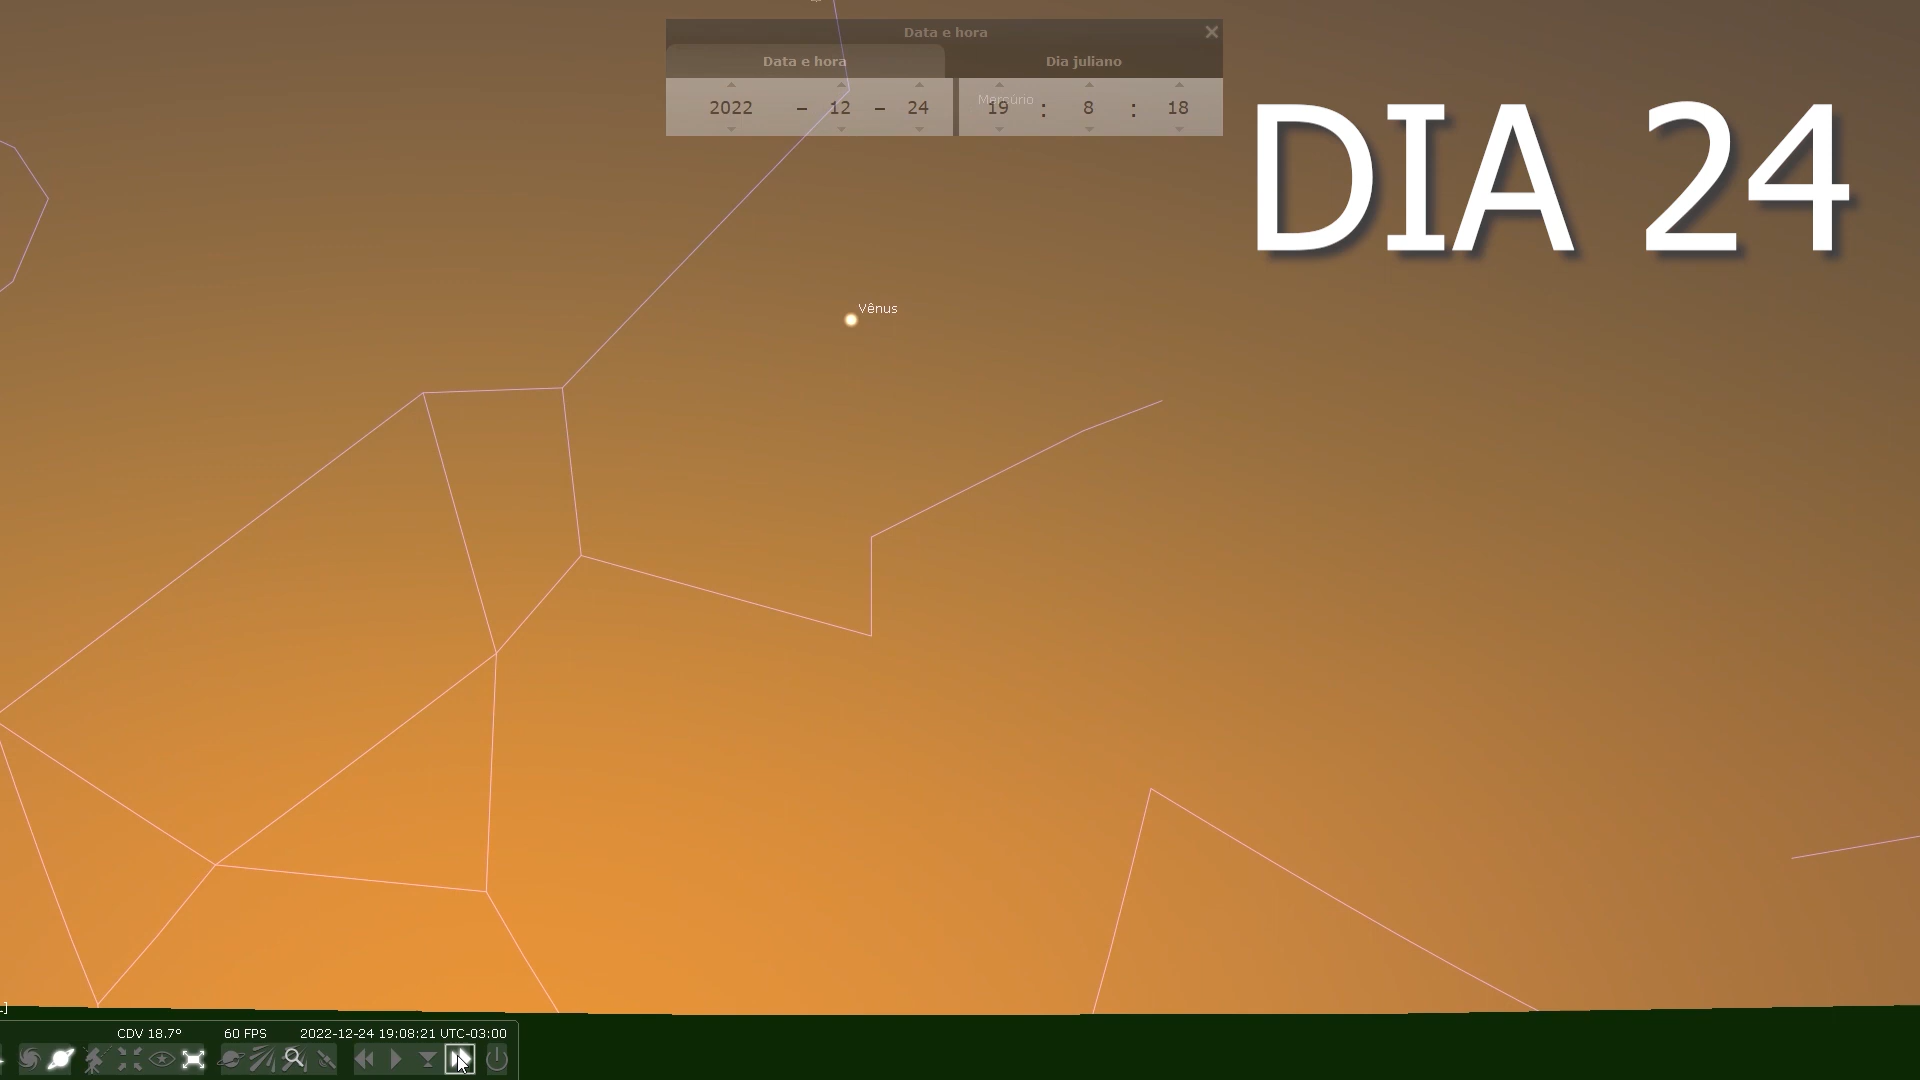 Data e hora
Data e hora
Dia juliano
2022 – 12 – 24
19 : 8 : 18
Mercúrio
DIA 24
Vênus
CDV 18.7°
60 FPS
2022-12-24 19:08:21 UTC-03:00